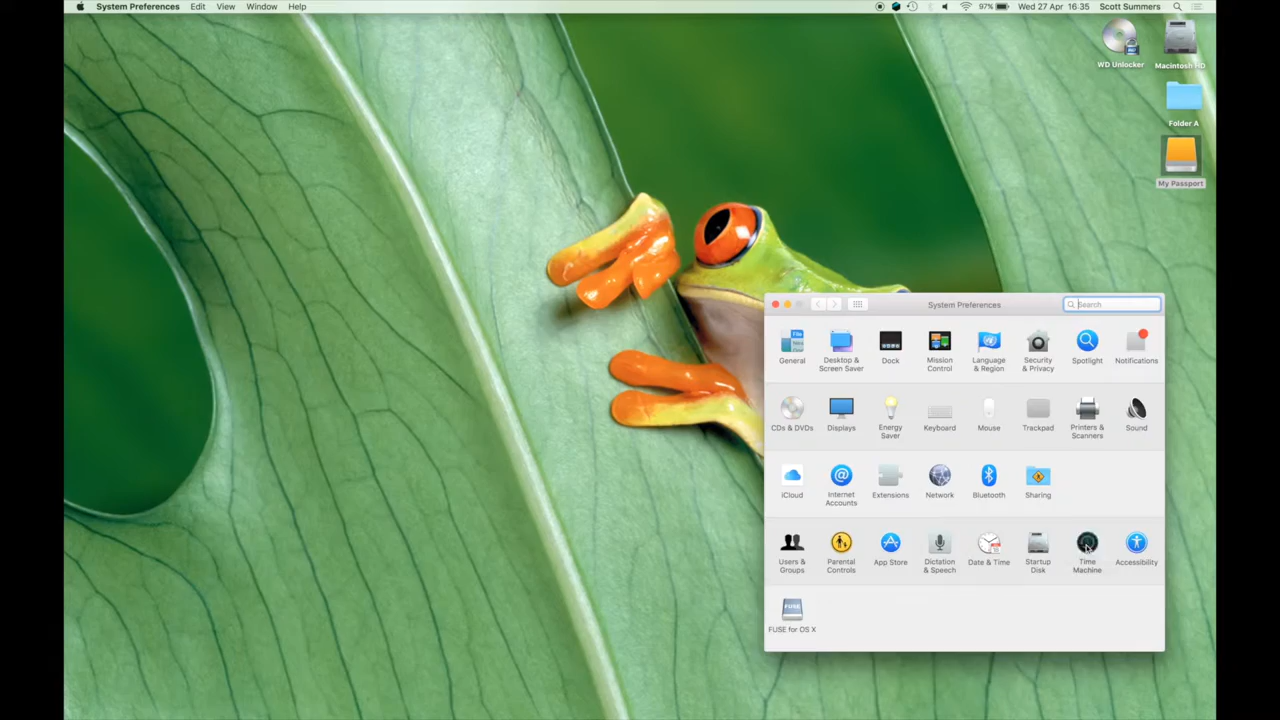 System Preferences Edit View Window Help 97% Wed 27 Apr 16:35 Scott Summers
WD Unlocker
Macintosh HD
Folder A
My Passport
System Preferences
Search
General
Desktop &
Screen Saver
Dock
Mission
Control
Language
& Region
Security
& Privacy
Spotlight
Notifications
CDs & DVDs
Displays
Energy
Saver
Keyboard
Mouse
Trackpad
Printers &
Scanners
Sound
iCloud
Internet
Accounts
Extensions
Network
Bluetooth
Sharing
Users &
Groups
Parental
Controls
App Store
Dictation
& Speech
Date & Time
Startup
Disk
Time
Machine
Accessibility
FUSE
FUSE for OS X